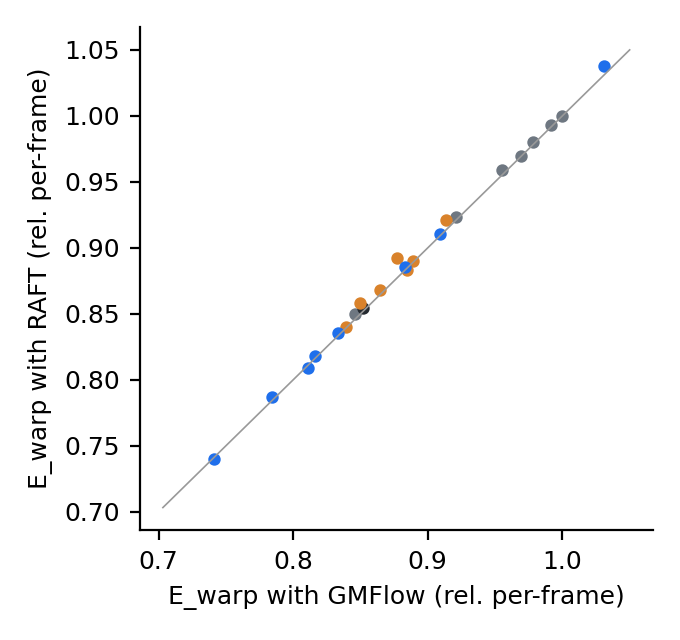 E_warp with RAFT (rel. per-frame)
1.05
1.00
0.95
0.90
0.85
0.80
0.75
0.70
0.7 0.8 0.9 1.0
E_warp with GMFlow (rel. per-frame)